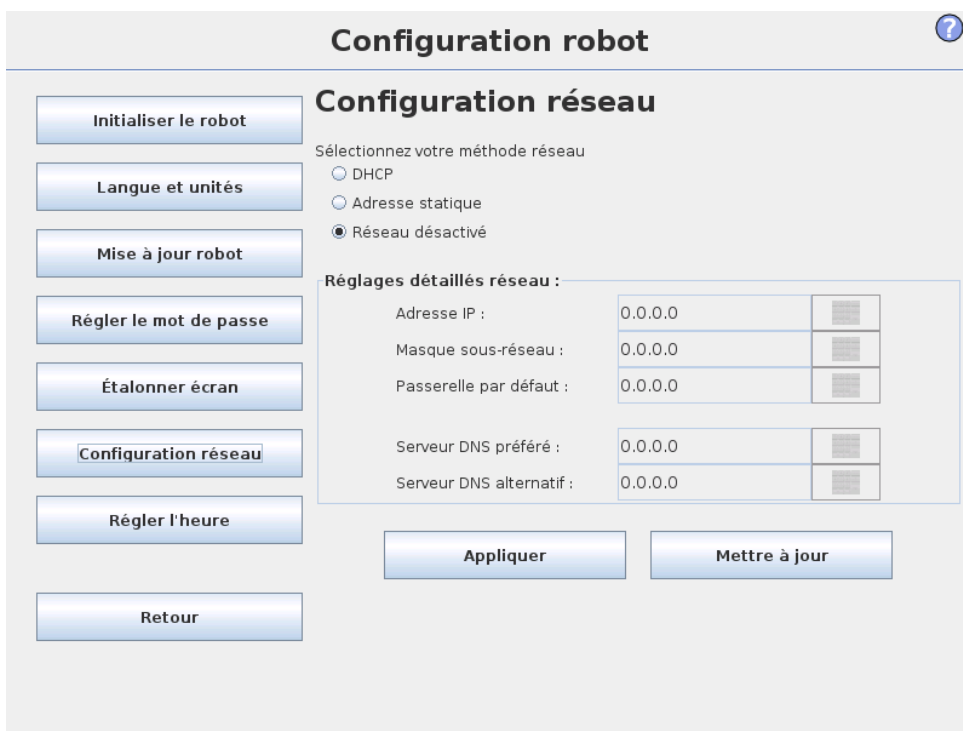 Configuration robot
?
Initialiser le robot
Langue et unités
Mise à jour robot
Régler le mot de passe
Étalonner écran
Configuration réseau
Régler l'heure
Retour
Configuration réseau
Sélectionnez votre méthode réseau
DHCP
Adresse statique
Réseau désactivé
Réglages détaillés réseau :
Adresse IP : 0.0.0.0
Masque sous-réseau : 0.0.0.0
Passerelle par défaut : 0.0.0.0
Serveur DNS préféré : 0.0.0.0
Serveur DNS alternatif : 0.0.0.0
Appliquer
Mettre à jour